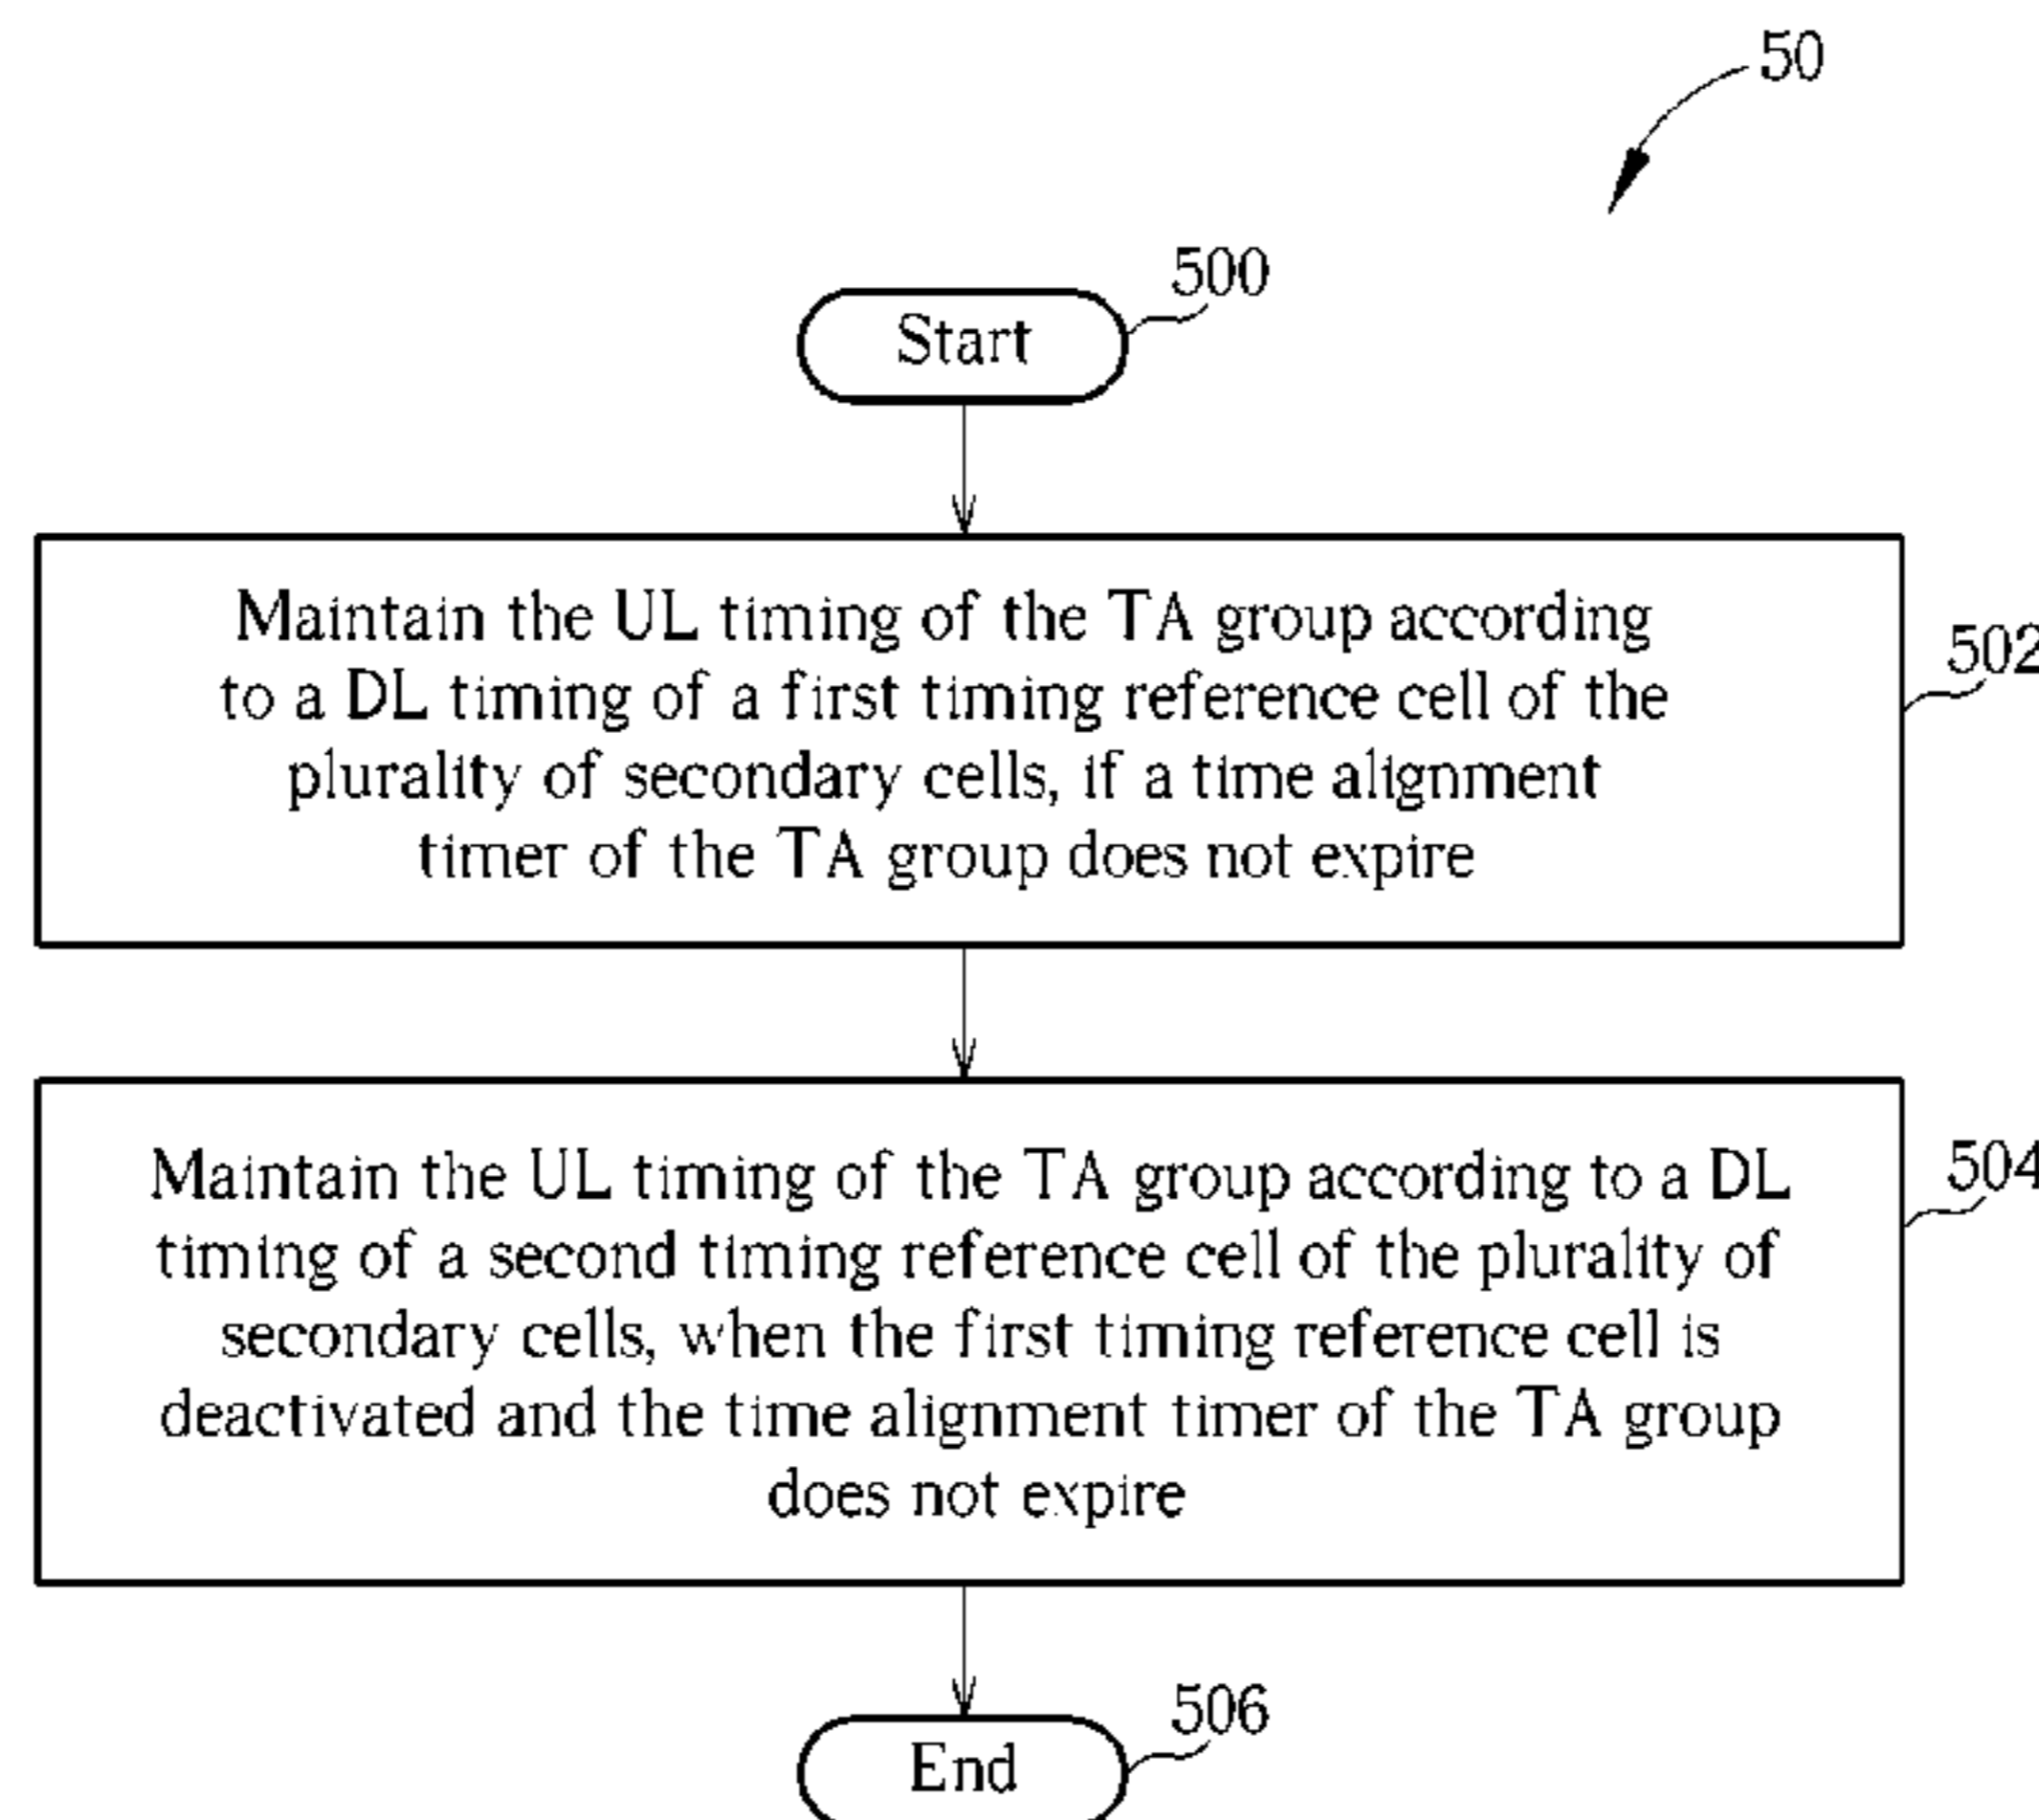 50
500
Start
Maintain the UL timing of the TA group according
to a DL timing of a first timing reference cell of the
plurality of secondary cells, if a time alignment
timer of the TA group does not expire
502
Maintain the UL timing of the TA group according to a DL
timing of a second timing reference cell of the plurality of
secondary cells, when the first timing reference cell is
deactivated and the time alignment timer of the TA group
does not expire
504
506
End